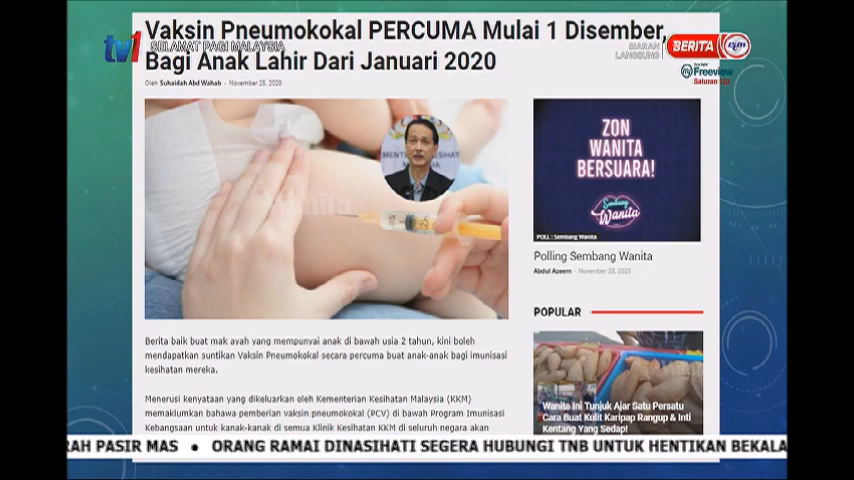 Vaksin Pneumokokal PERCUMA Mulai 1 Disember,
Bagi Anak Lahir Dari Januari 2020
tv1
SELAMAT PAGI MALAYSIA
SIARAN
LANGSUNG
BERITA
rtm
Freeview
Saluran 123
Oleh Suhaidah Abd Wahab - November 25, 2020
ZON
WANITA
BERSUARA!
Sembang
Wanita
POLL : Sembang Wanita
Polling Sembang Wanita
Abdul Azeem - November 28, 2020
POPULAR
Berita baik buat mak ayah yang mempunyai anak di bawah usia 2 tahun, kini boleh
mendapatkan suntikan Vaksin Pneumokokal secara percuma buat anak-anak bagi imunisasi
kesihatan mereka.
Menerusi kenyataan yang dikeluarkan oleh Kementerian Kesihatan Malaysia (KKM)
memaklumkan bahawa pemberian vaksin pneumokokal (PCV) di bawah Program Imunisasi
Kebangsaan untuk kanak-kanak di semua Klinik Kesihatan KKM di seluruh negara akan
Wanita Ini Tunjuk Ajar Satu Persatu
Cara Buat Kulit Karipap Rangup & Inti
Kentang Yang Sedap!
RAH PASIR MAS • ORANG RAMAI DINASIHATI SEGERA HUBUNGI TNB UNTUK HENTIKAN BEKALA